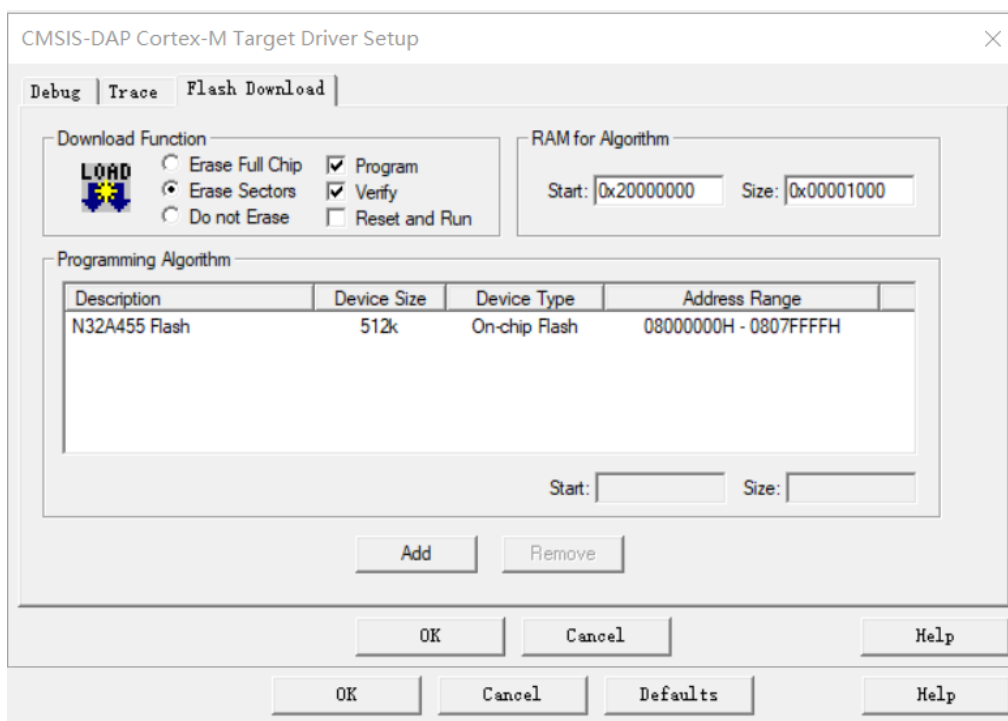 CMSIS-DAP Cortex-M Target Driver Setup
Debug Trace Flash Download
Download Function
LOAD
Erase Full Chip
Erase Sectors
Do not Erase
Program
Verify
Reset and Run
RAM for Algorithm
Start: 0x20000000 Size: 0x00001000
Programming Algorithm
Description Device Size Device Type Address Range
N32A455 Flash 512k On-chip Flash 08000000H - 0807FFFFH
Start: Size:
Add Remove
OK Cancel Help
OK Cancel Defaults Help